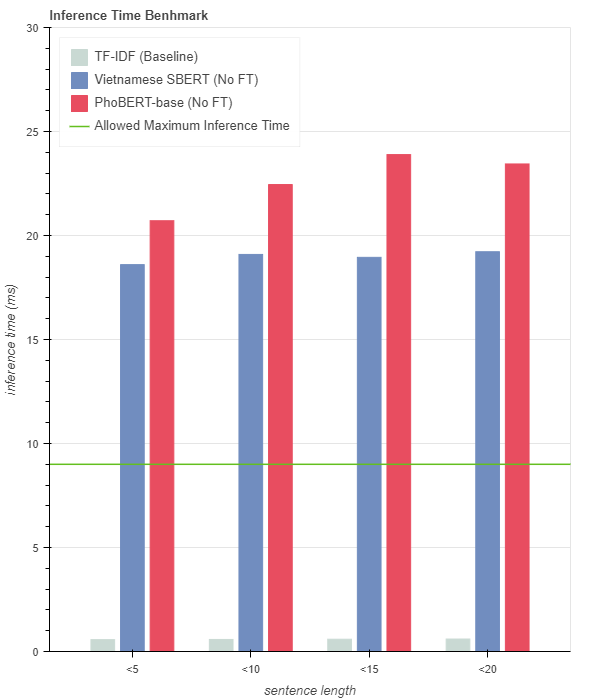 Inference Time Benhmark
TF-IDF (Baseline)
Vietnamese SBERT (No FT)
PhoBERT-base (No FT)
Allowed Maximum Inference Time
30
25
20
15
10
5
0
inference time (ms)
<5
<10
<15
<20
sentence length